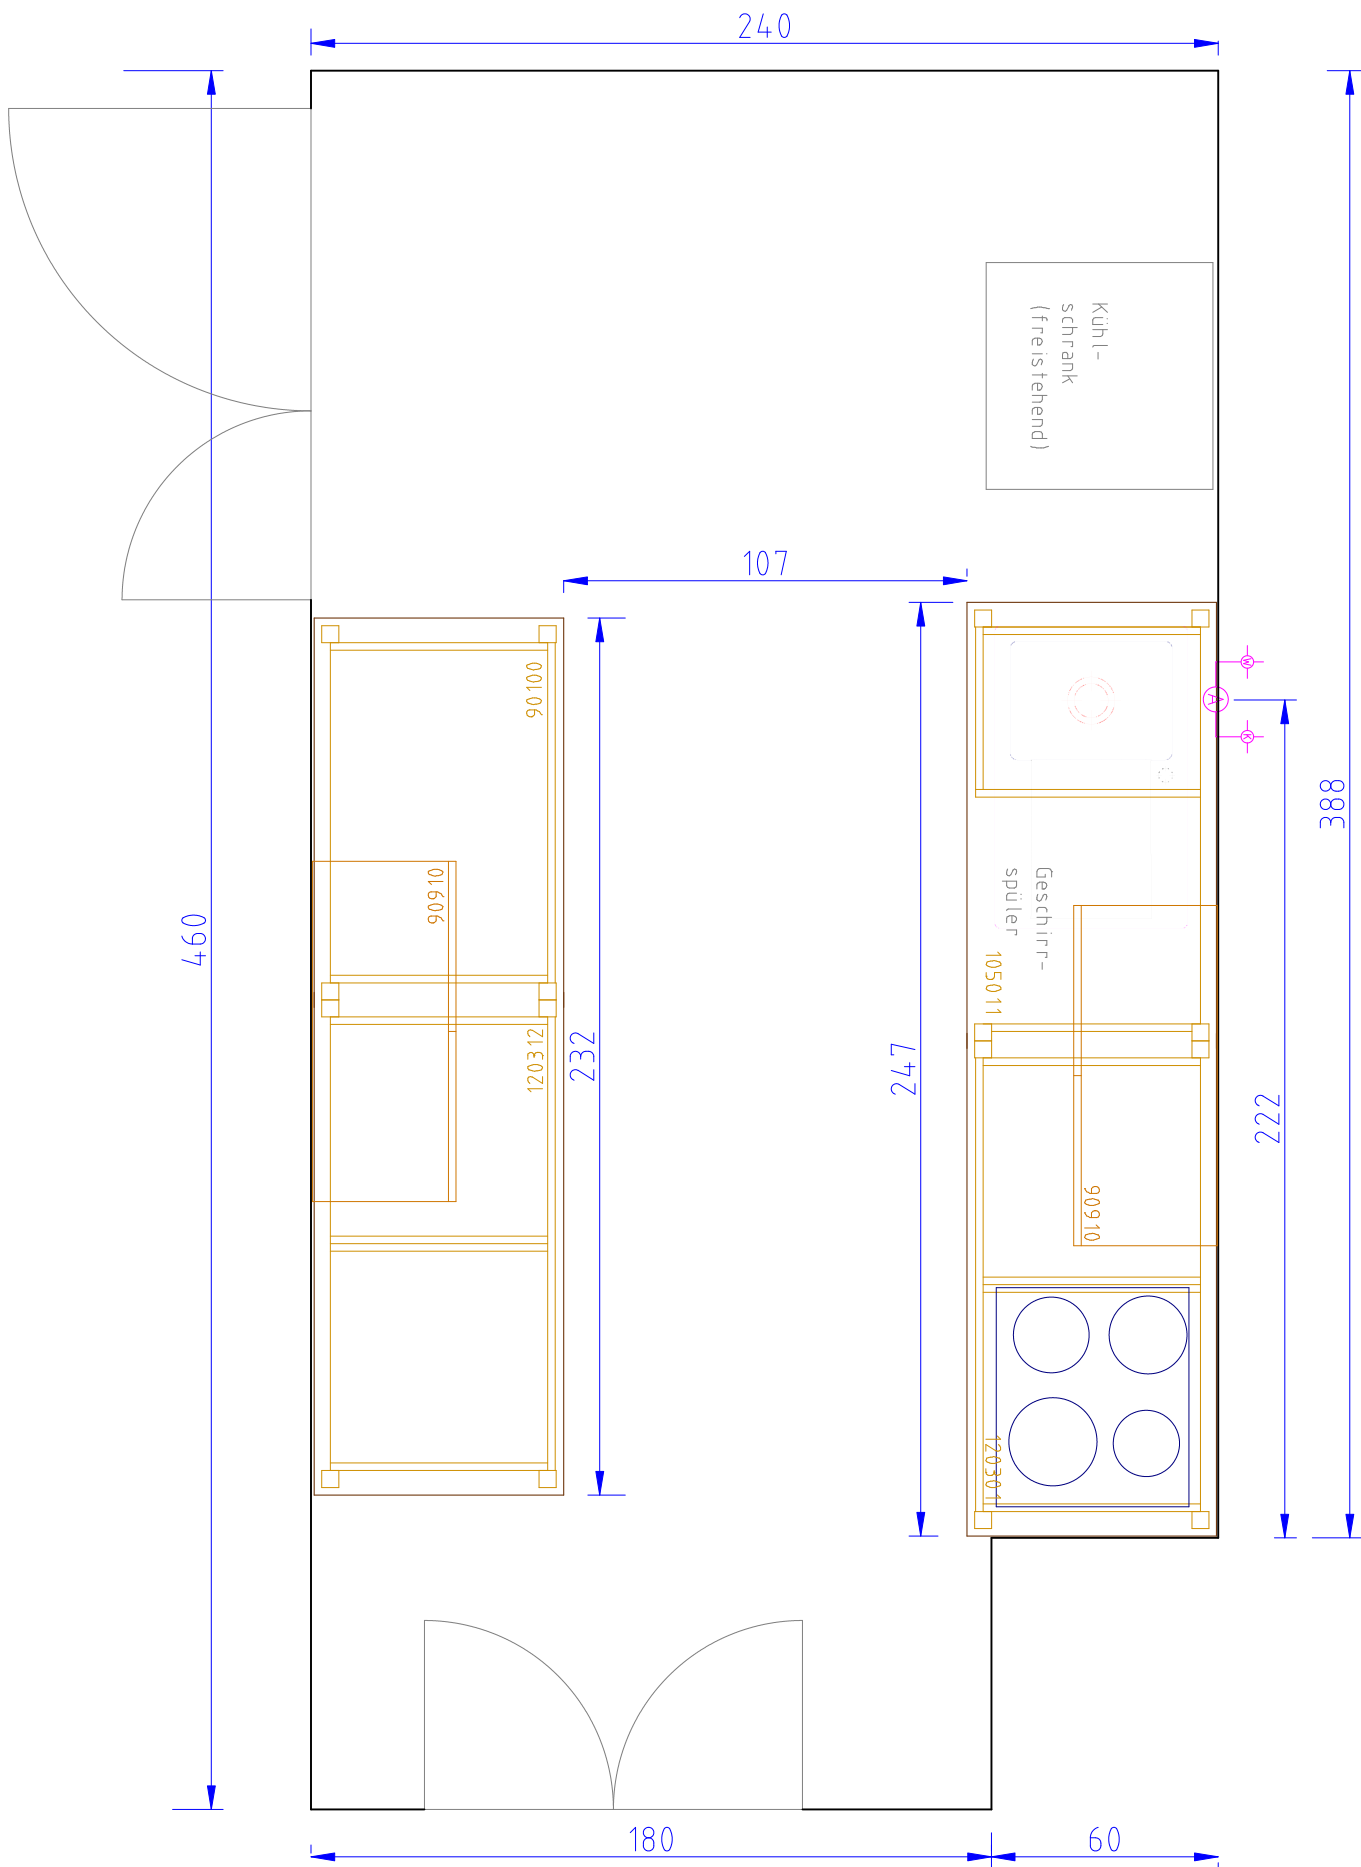 240
Kühl-
schrank
(freistehend)
107
90100
W
A
K
388
90910
460
Geschirr-
spüler
105011
120312
232
247
222
90910
120301
180
60